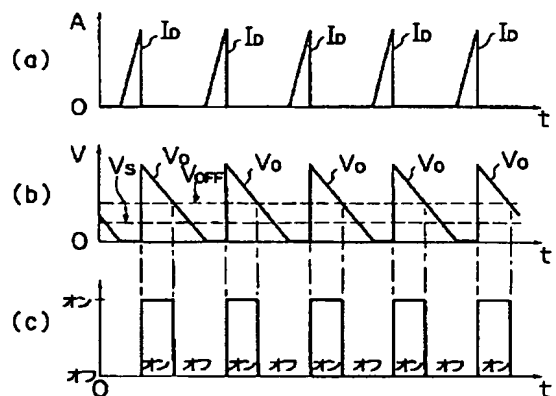 A ID ID ID ID ID
(a)
O t
V VO VOFF VO VO VO VO
VS
(b)
O t
オン
(c)
オン オフ オン オフ オン オフ オン オフ オン
オフ
O t